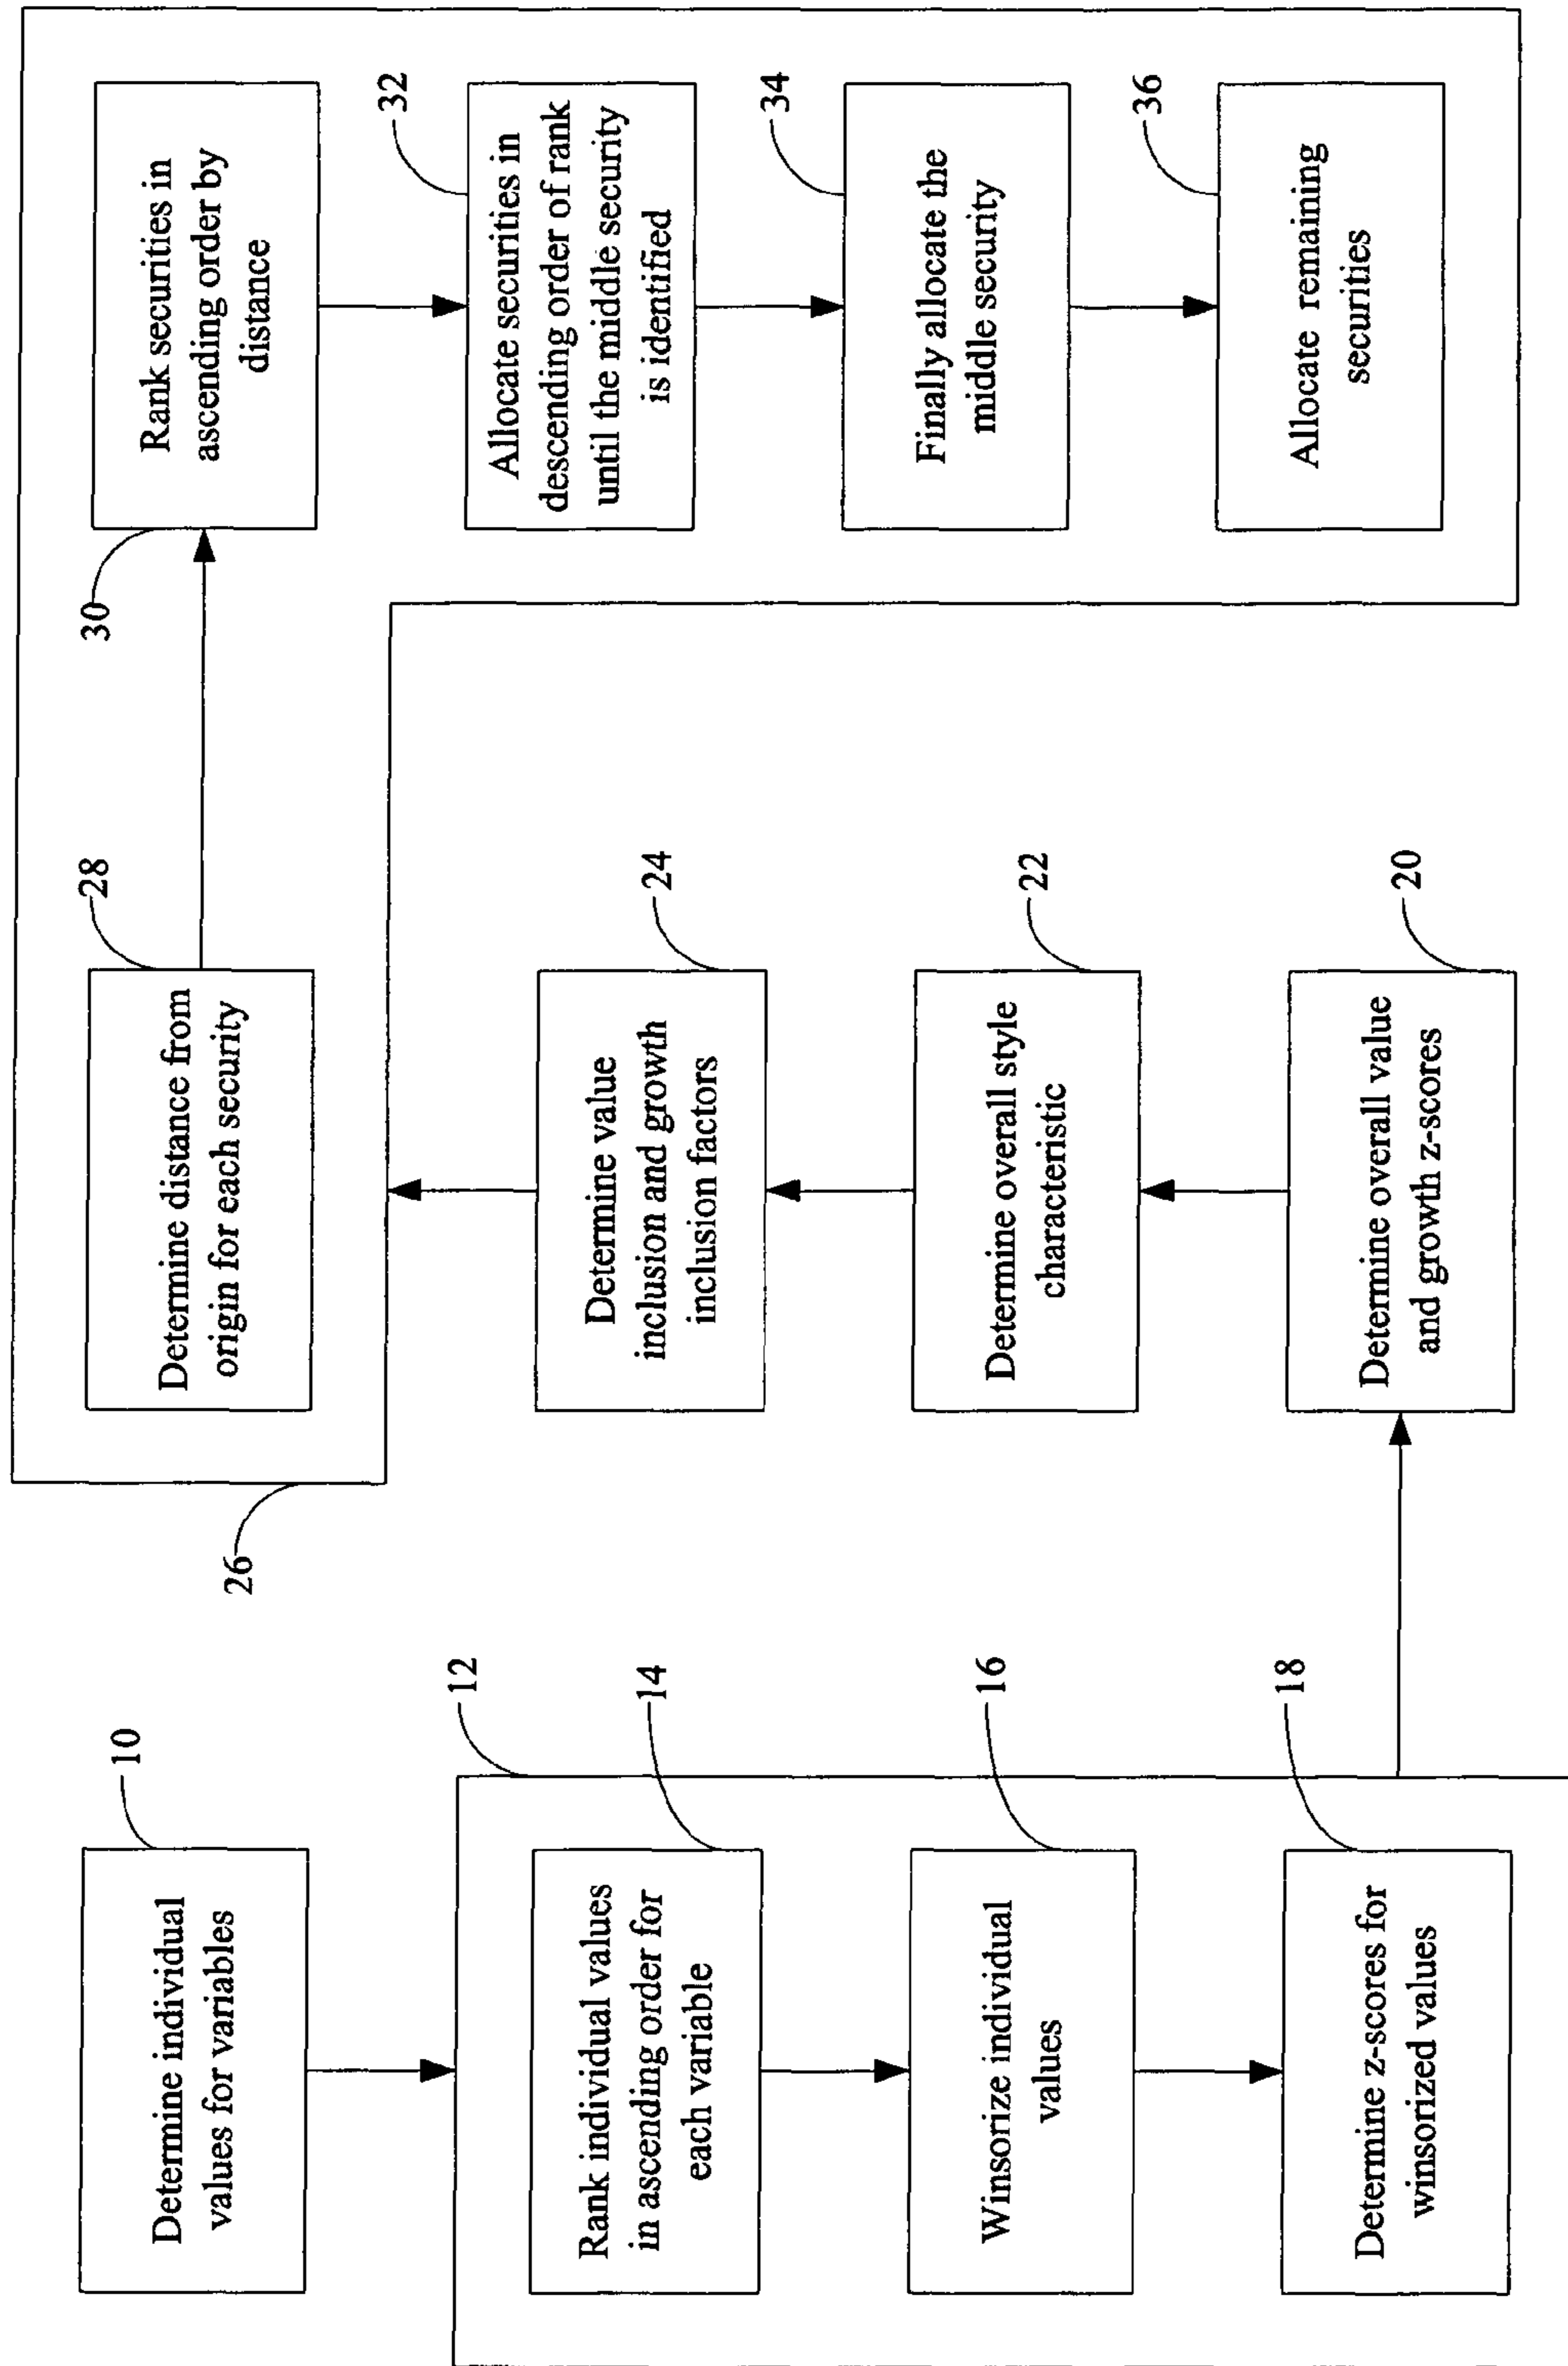 10
Determine individual
values for variables
12
14
Rank individual values
in ascending order for
each variable
16
Winsorize individual
values
18
Determine z-scores for
winsorized values
20
Determine overall value
and growth z-scores
22
Determine overall style
characteristic
24
Determine value
inclusion and growth
inclusion factors
26
28
Determine distance from
origin for each security
30
Rank securities in
ascending order by
distance
32
Allocate securities in
descending order of rank
until the middle security
is identified
34
Finally allocate the
middle security
36
Allocate remaining
securities